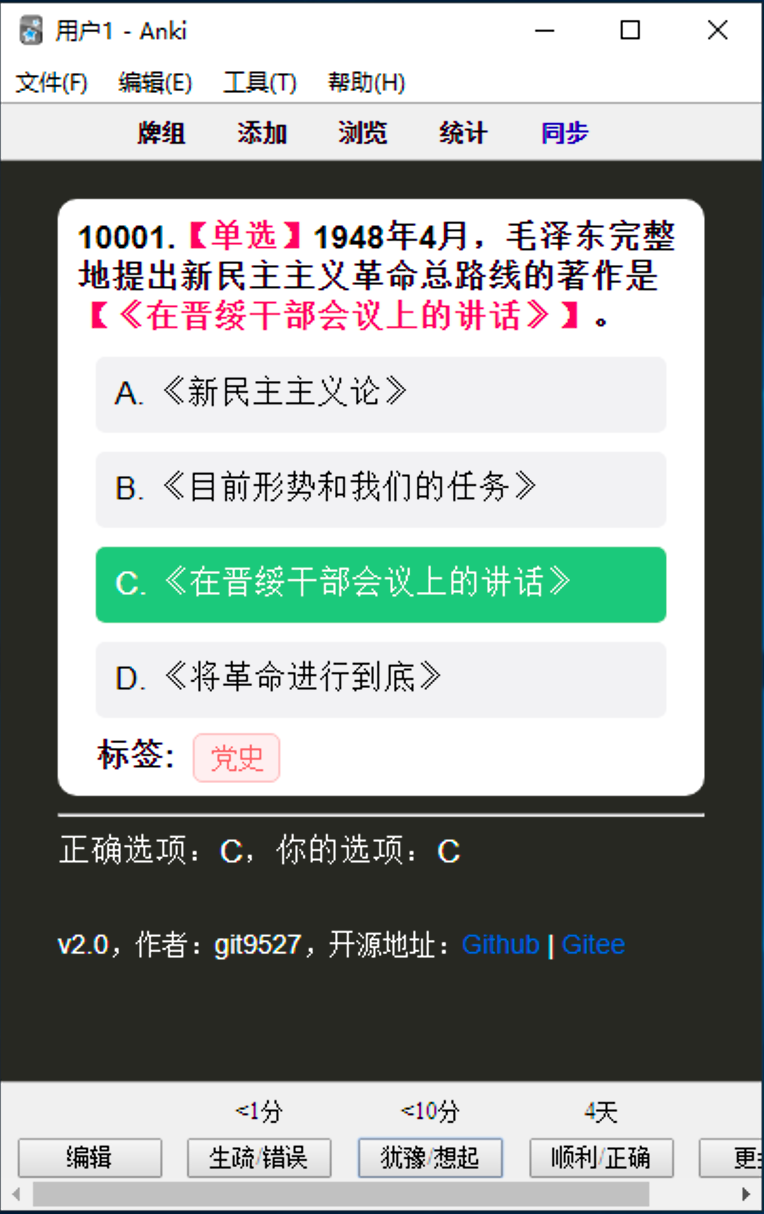 用户1 - Anki
文件(F) 编辑(E) 工具(T) 帮助(H)
牌组 添加 浏览 统计 同步
10001.【单选】1948年4月，毛泽东完整
地提出新民主主义革命总路线的著作是
【《在晋绥干部会议上的讲话》】。
A. 《新民主主义论》
B. 《目前形势和我们的任务》
C. 《在晋绥干部会议上的讲话》
D. 《将革命进行到底》
标签: 党史
正确选项：C，你的选项：C
v2.0，作者：git9527，开源地址：Github | Gitee
<1分 <10分 4天
编辑 生疏/错误 犹豫/想起 顺利/正确 更